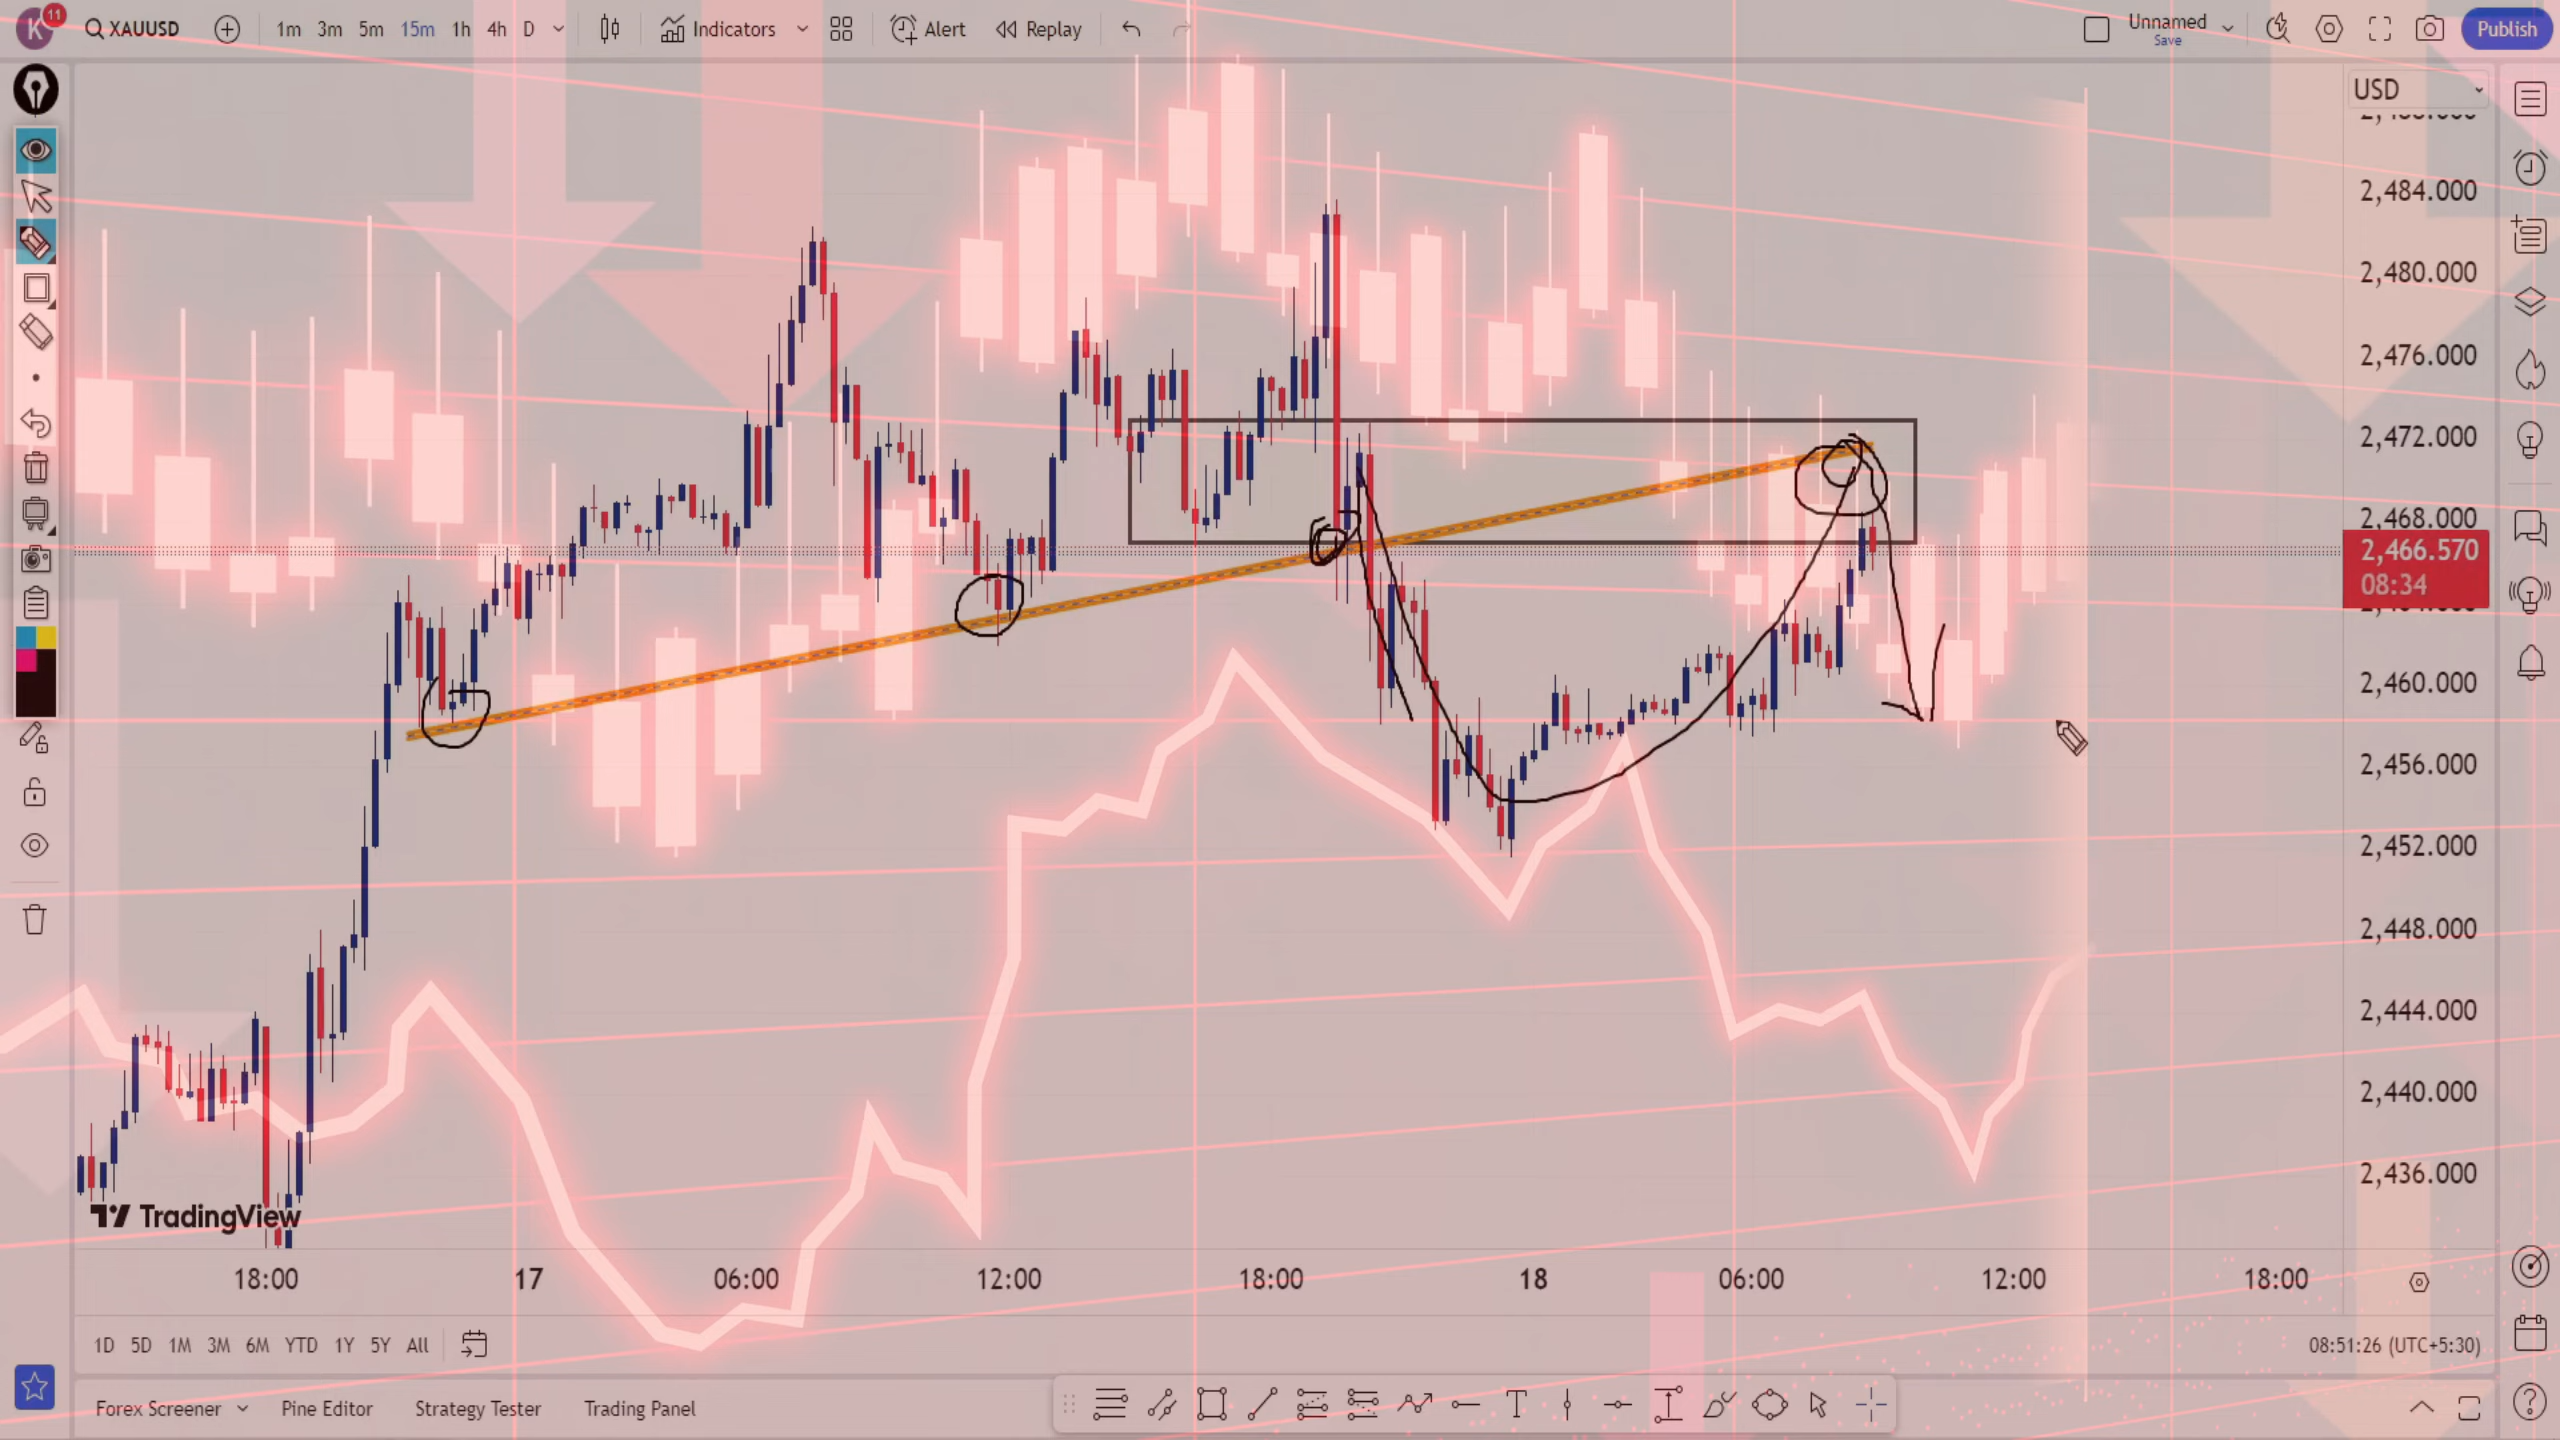 K
11
XAUUSD
1m 3m 5m 15m 1h 4h D
Indicators
Alert
Replay
Unnamed
Save
Publish
USD
2,484.000
2,480.000
2,476.000
2,472.000
2,468.000
2,466.570
08:34
2,460.000
2,456.000
2,452.000
2,448.000
2,444.000
2,440.000
2,436.000
TradingView
18:00 17 06:00 12:00 18:00 18 06:00 12:00 18:00
1D 5D 1M 3M 6M YTD 1Y 5Y All
08:51:26 (UTC+5:30)
Forex Screener Pine Editor Strategy Tester Trading Panel